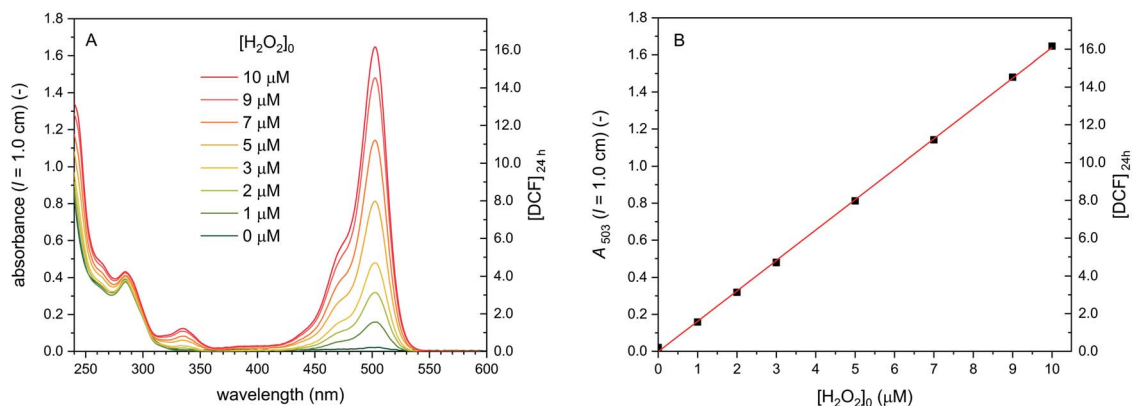 A
[H₂O₂]₀
10 μM
9 μM
7 μM
5 μM
3 μM
2 μM
1 μM
0 μM
absorbance (l = 1.0 cm) (-)
1.8
1.6
1.4
1.2
1.0
0.8
0.6
0.4
0.2
0.0
[DCF]24 h
16.0
14.0
12.0
10.0
8.0
6.0
4.0
2.0
0.0
250 300 350 400 450 500 550 600
wavelength (nm)
B
A503 (l = 1.0 cm) (-)
1.8
1.6
1.4
1.2
1.0
0.8
0.6
0.4
0.2
0.0
[DCF]24h
16.0
14.0
12.0
10.0
8.0
6.0
4.0
2.0
0.0
0 1 2 3 4 5 6 7 8 9 10
[H₂O₂]₀ (μM)